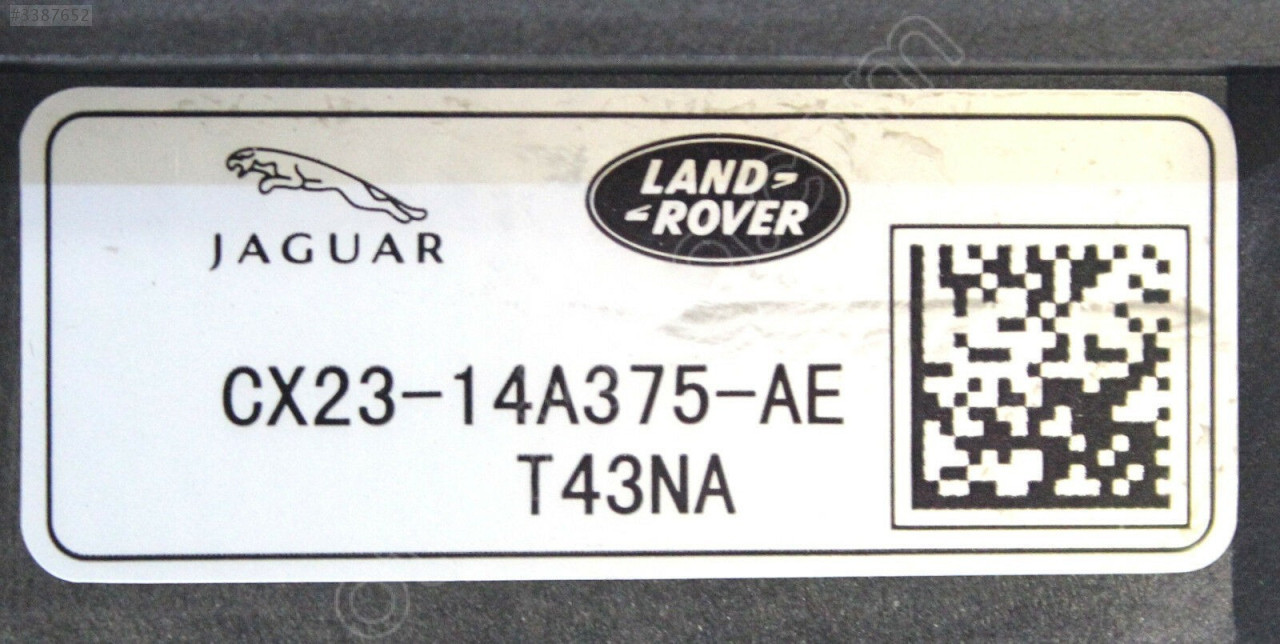 #3387652
JAGUAR
LAND
ROVER
CX23-14A375-AE
T43NA